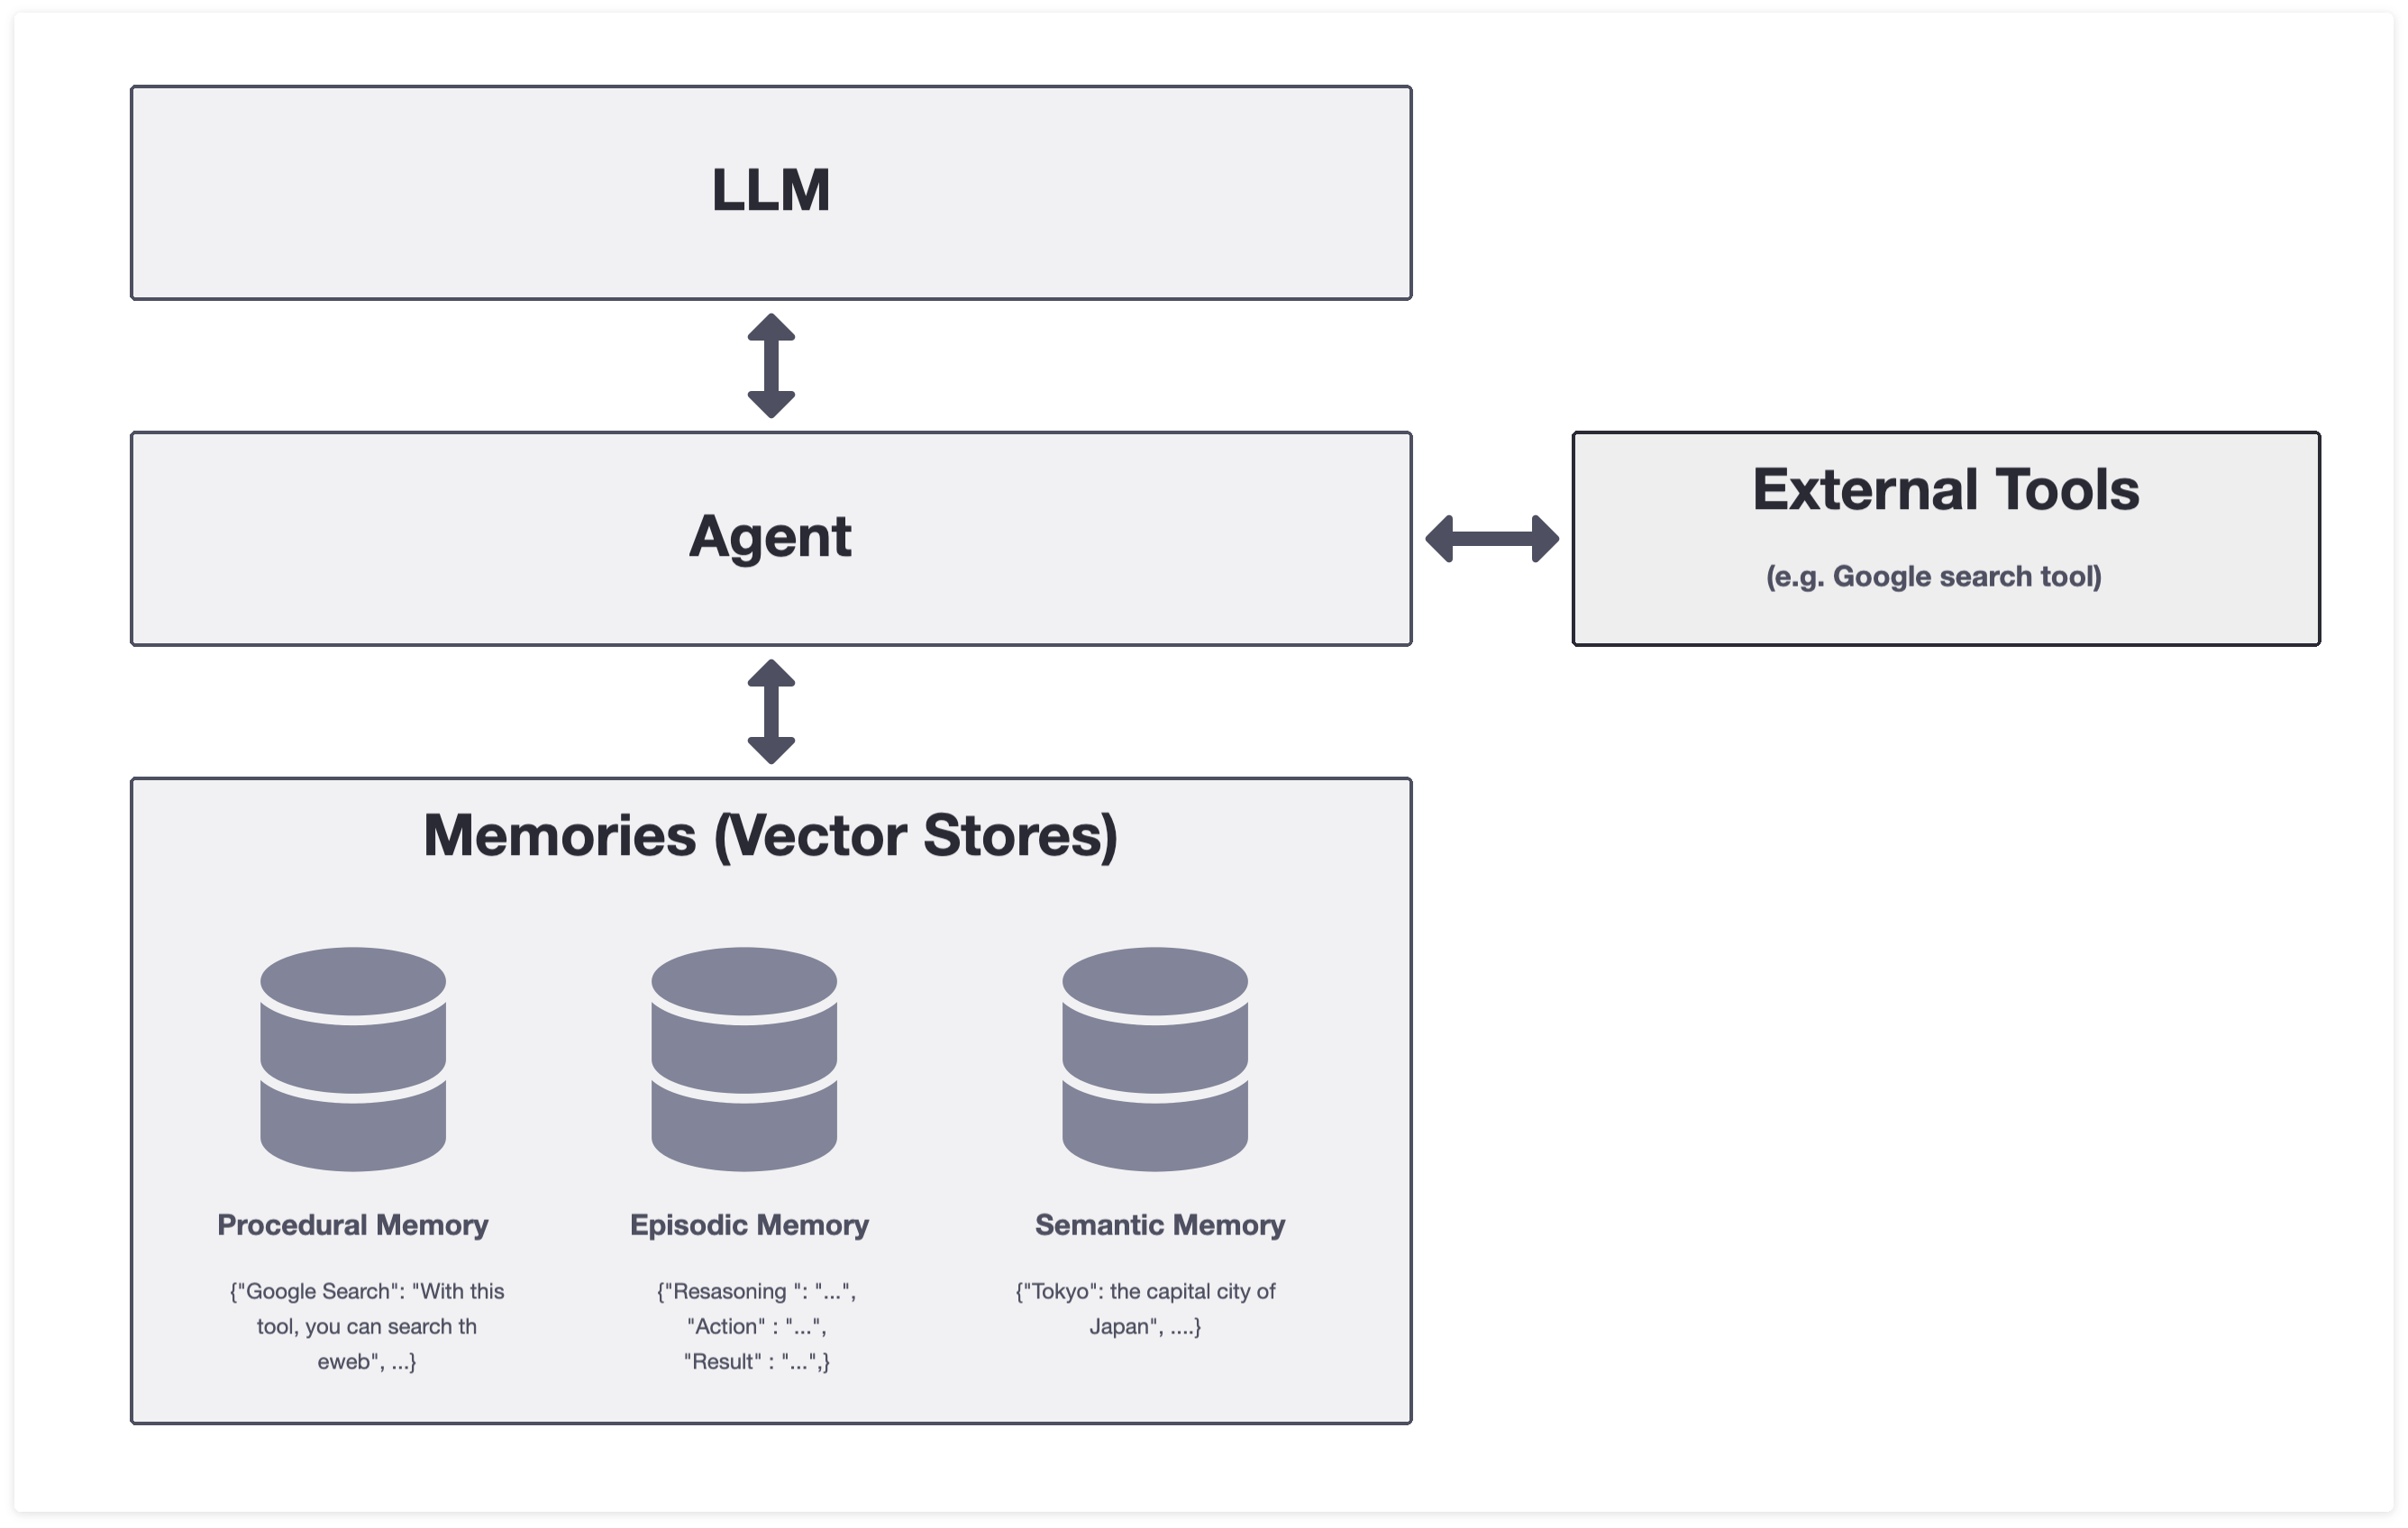 LLM
Agent
External Tools
(e.g. Google search tool)
Memories (Vector Stores)
Procedural Memory
{"Google Search": "With this
tool, you can search th
eweb", ...}
Episodic Memory
{"Resasoning ": "...",
"Action" : "...",
"Result" : "...",}
Semantic Memory
{"Tokyo": the capital city of
Japan", ....}